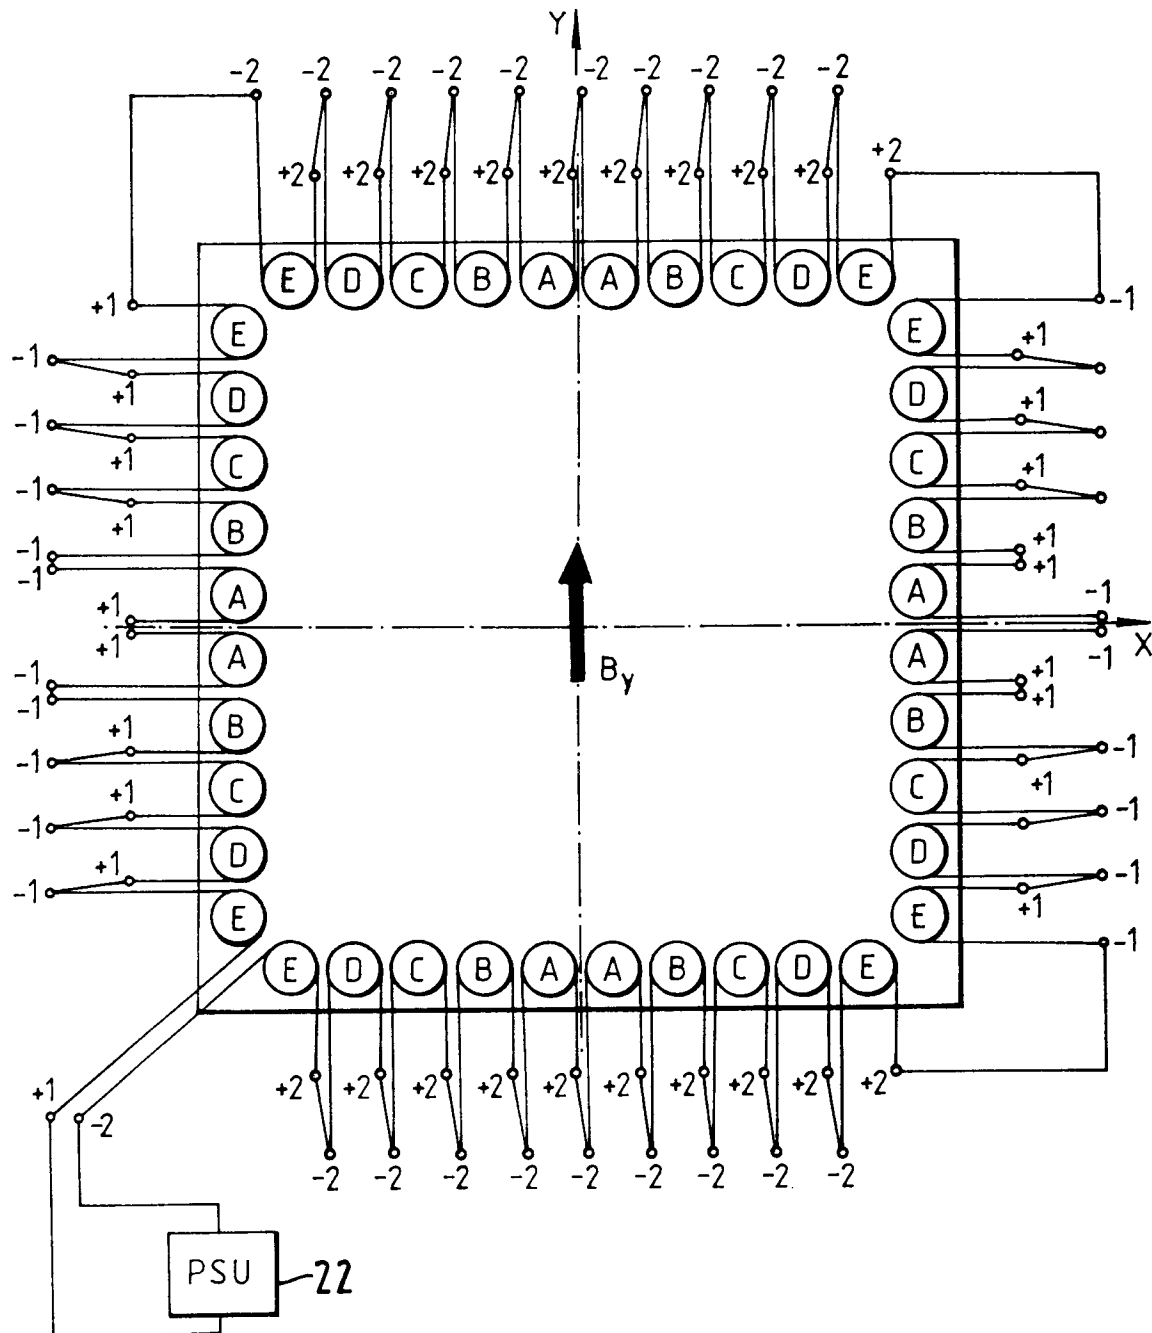 Y
-2 -2 -2 -2 -2 -2 -2 -2 -2 -2
+2 +2 +2 +2 +2 +2 +2 +2 +2 +2
E D C B A A B C D E
+1 E E -1
-1 +1 D D +1
-1 +1 C C +1
-1 +1 B B +1
-1 +1
-1 A A +1
+1 -1
X
+1 A A -1
-1 +1
-1 B B +1
+1 -1
-1 C C +1
+1 -1
-1 D D -1
+1
-1 E E +1
-1
By
E D C B A A B C D E
+2 +2 +2 +2 +2 +2 +2 +2 +2 +2
-2 -2 -2 -2 -2 -2 -2 -2 -2
+1 -2
PSU 22